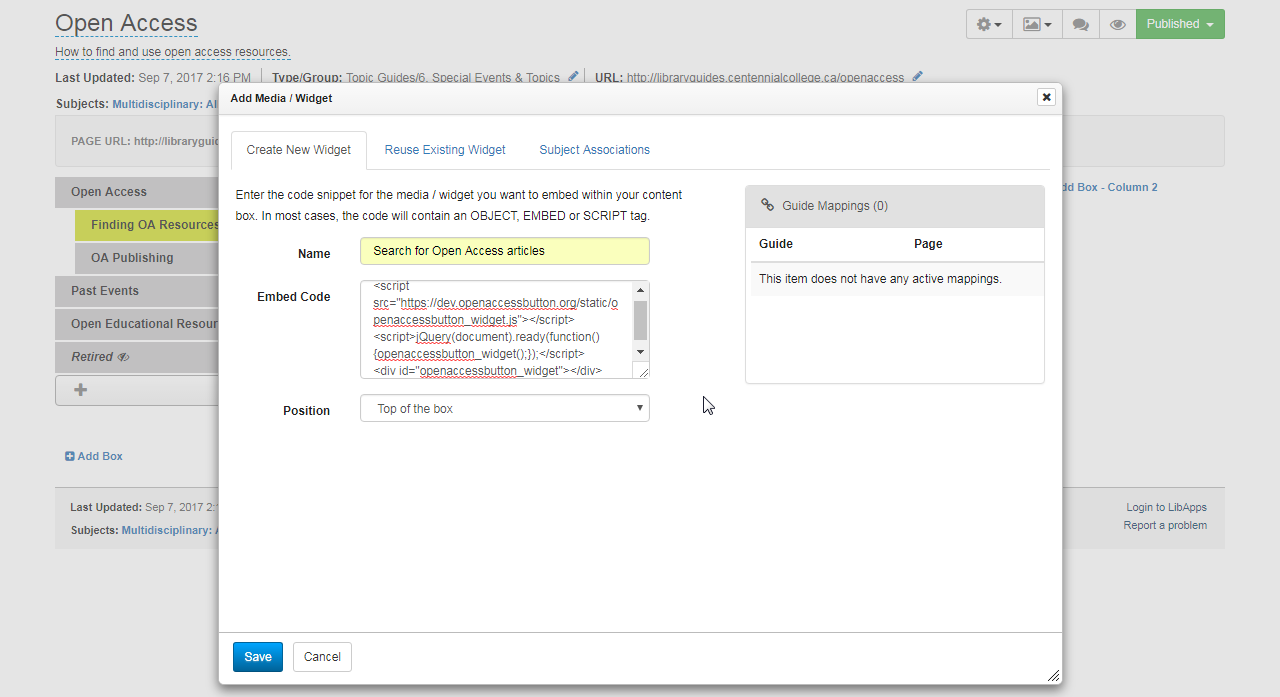 Open Access
Published
How to find and use open access resources.
Last Updated: Sep 7, 2017 2:16 PM Type/Group: Topic Guides/6. Special Events & Topics URL: http://libraryguides.centennialcollege.ca/openaccess
Subjects: Multidisciplinary: Al
Add Media / Widget
PAGE URL: http://libraryguid
Create New Widget Reuse Existing Widget Subject Associations
Open Access
dd Box - Column 2
Enter the code snippet for the media / widget you want to embed within your content
box. In most cases, the code will contain an OBJECT, EMBED or SCRIPT tag.
Guide Mappings (0)
Finding OA Resources
Guide Page
Name Search for Open Access articles
OA Publishing
This item does not have any active mappings.
Past Events
Embed Code
<script
src="https://dev.openaccessbutton.org/static/o
penaccessbutton_widget.js"></script>
<script>jQuery(document).ready(function()
{openaccessbutton_widget();});</script>
<div id="openaccessbutton_widget"></div>
Open Educational Resour
Retired
Position Top of the box
Add Box
Last Updated: Sep 7, 2017 2:
Subjects: Multidisciplinary:
Login to LibApps
Report a problem
Save Cancel